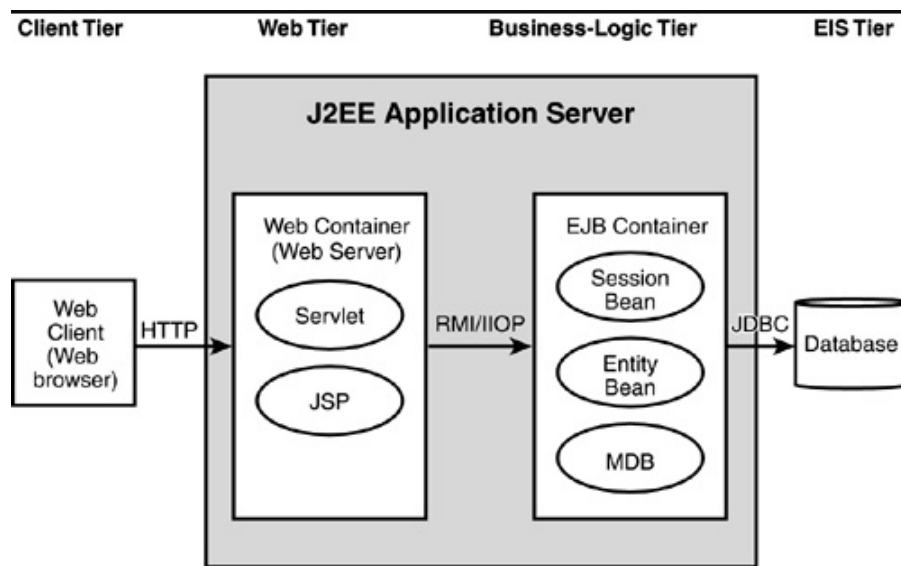 Client Tier
Web Tier
Business-Logic Tier
EIS Tier
J2EE Application Server
Web Container
(Web Server)
EJB Container
Session
Bean
Web
Client
(Web
browser)
HTTP
Servlet
RMI/IIOP
JDBC
Database
Entity
Bean
JSP
MDB